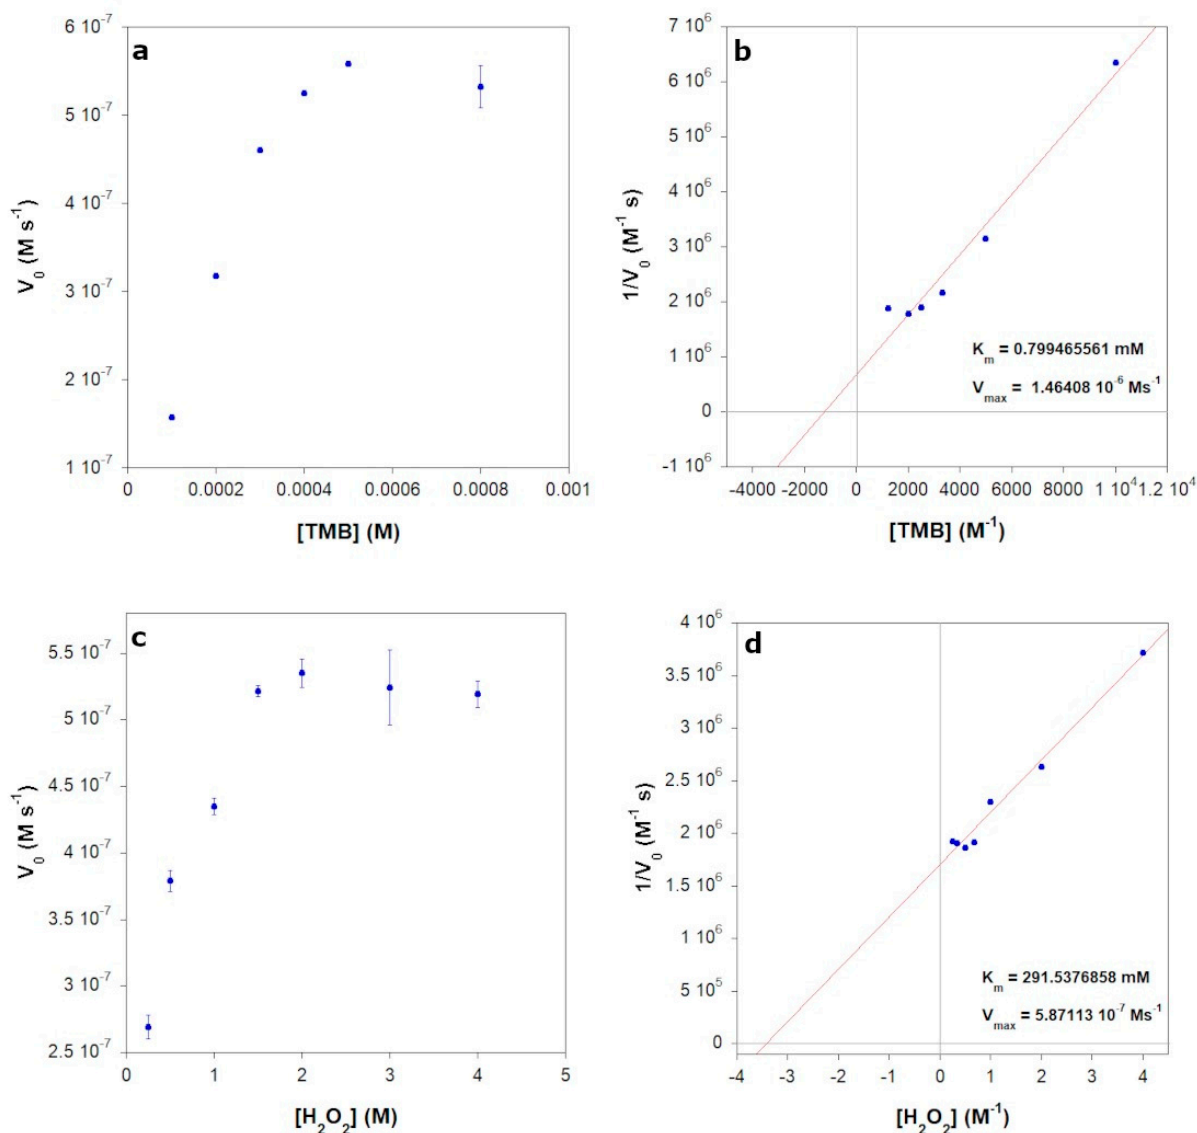 a
6 10⁻⁷
5 10⁻⁷
4 10⁻⁷
3 10⁻⁷
2 10⁻⁷
1 10⁻⁷
V₀ (M s⁻¹)
0 0.0002 0.0004 0.0006 0.0008 0.001
[TMB] (M)
b
7 10⁶
6 10⁶
5 10⁶
4 10⁶
3 10⁶
2 10⁶
1 10⁶
0
-1 10⁶
1/V₀ (M⁻¹ s)
Kₘ = 0.799465561 mM
Vₘₐₓ = 1.46408 10⁻⁶ Ms⁻¹
-4000 -2000 0 2000 4000 6000 8000 1 10⁴ 1.2 10⁴
[TMB] (M⁻¹)
c
5.5 10⁻⁷
5 10⁻⁷
4.5 10⁻⁷
4 10⁻⁷
3.5 10⁻⁷
3 10⁻⁷
2.5 10⁻⁷
V₀ (M s⁻¹)
0 1 2 3 4 5
[H₂O₂] (M)
d
4 10⁶
3.5 10⁶
3 10⁶
2.5 10⁶
2 10⁶
1.5 10⁶
1 10⁶
5 10⁵
0
1/V₀ (M⁻¹ s)
Kₘ = 291.5376858 mM
Vₘₐₓ = 5.87113 10⁻⁷ Ms⁻¹
-4 -3 -2 -1 0 1 2 3 4
[H₂O₂] (M⁻¹)